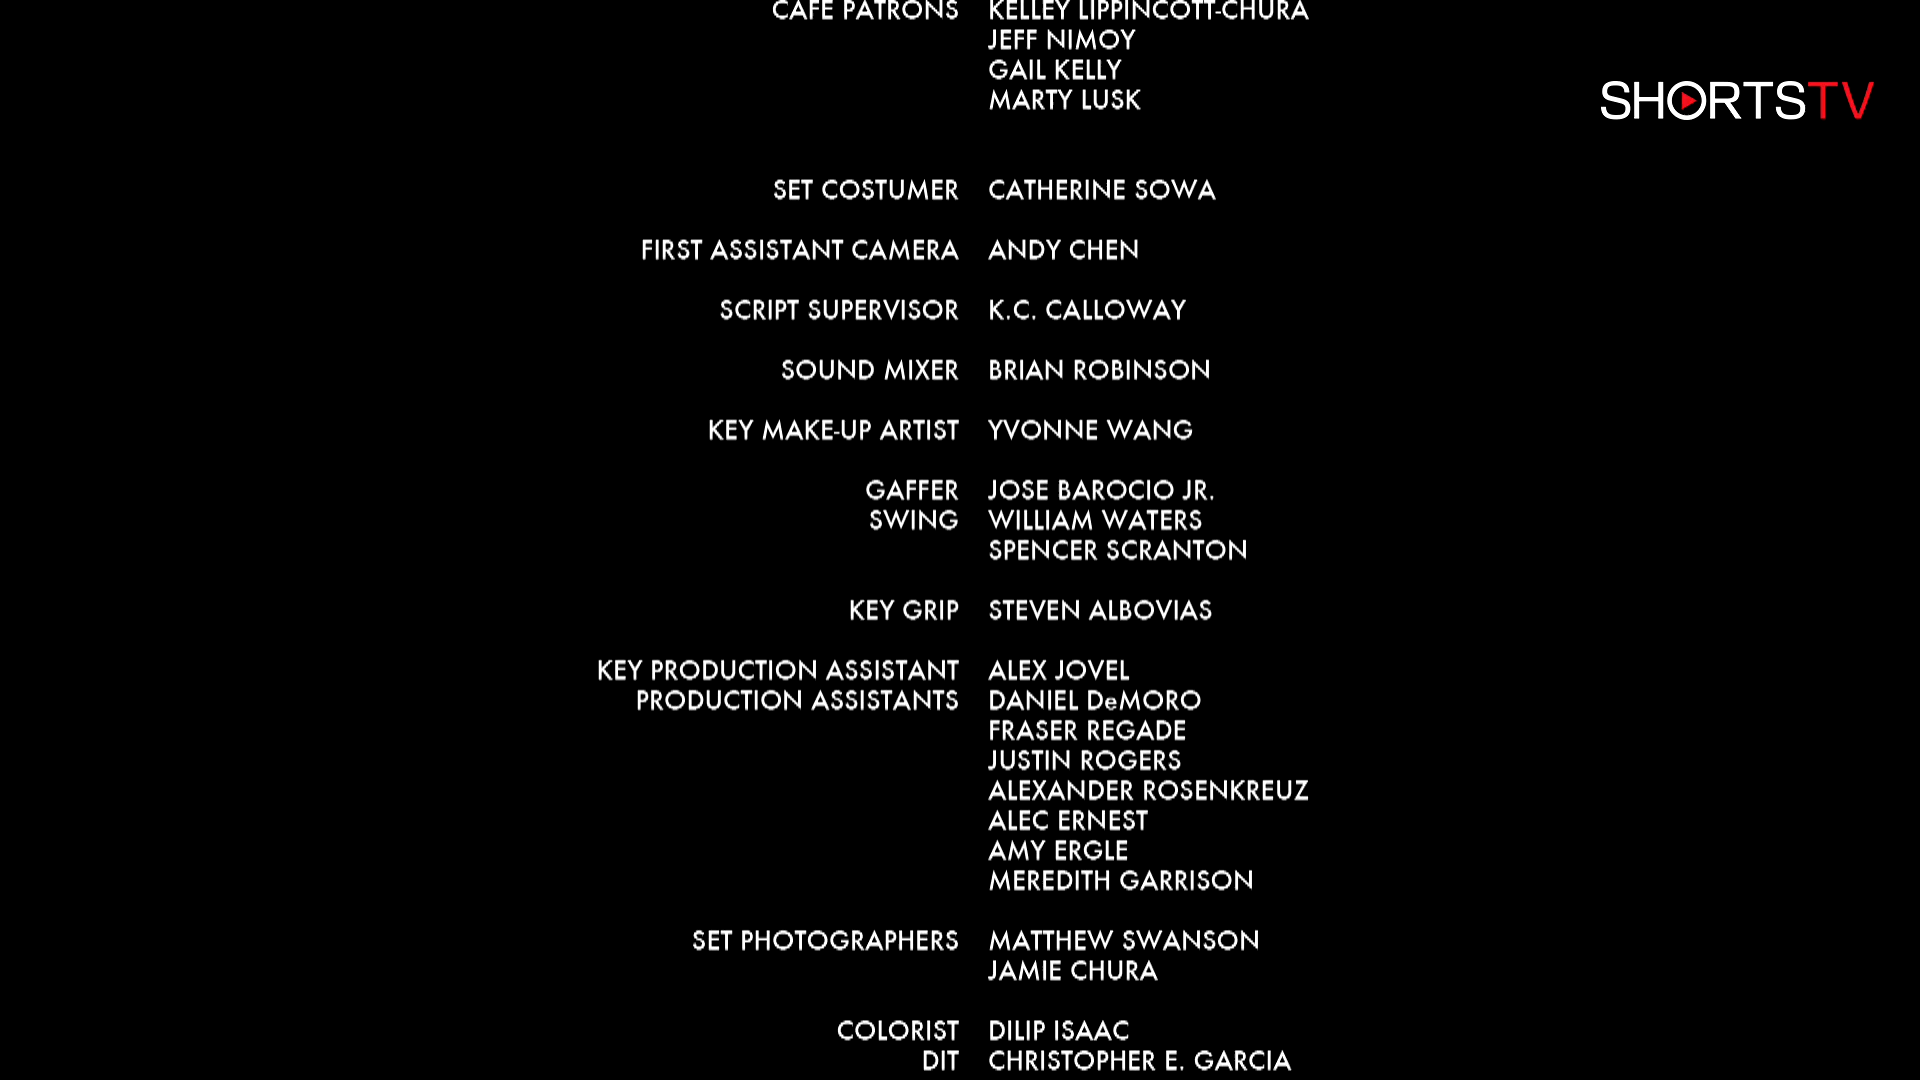 CAFE PATRONS KELLEY LIPPINCOTT-CHURA
JEFF NIMOY
GAIL KELLY
MARTY LUSK
SHORTSTV
SET COSTUMER CATHERINE SOWA
FIRST ASSISTANT CAMERA ANDY CHEN
SCRIPT SUPERVISOR K.C. CALLOWAY
SOUND MIXER BRIAN ROBINSON
KEY MAKE-UP ARTIST YVONNE WANG
GAFFER JOSE BAROCIO JR.
SWING WILLIAM WATERS
SPENCER SCRANTON
KEY GRIP STEVEN ALBOVIAS
KEY PRODUCTION ASSISTANT ALEX JOVEL
PRODUCTION ASSISTANTS DANIEL DeMORO
FRASER REGADE
JUSTIN ROGERS
ALEXANDER ROSENKREUZ
ALEC ERNEST
AMY ERGLE
MEREDITH GARRISON
SET PHOTOGRAPHERS MATTHEW SWANSON
JAMIE CHURA
COLORIST DILIP ISAAC
DIT CHRISTOPHER E. GARCIA